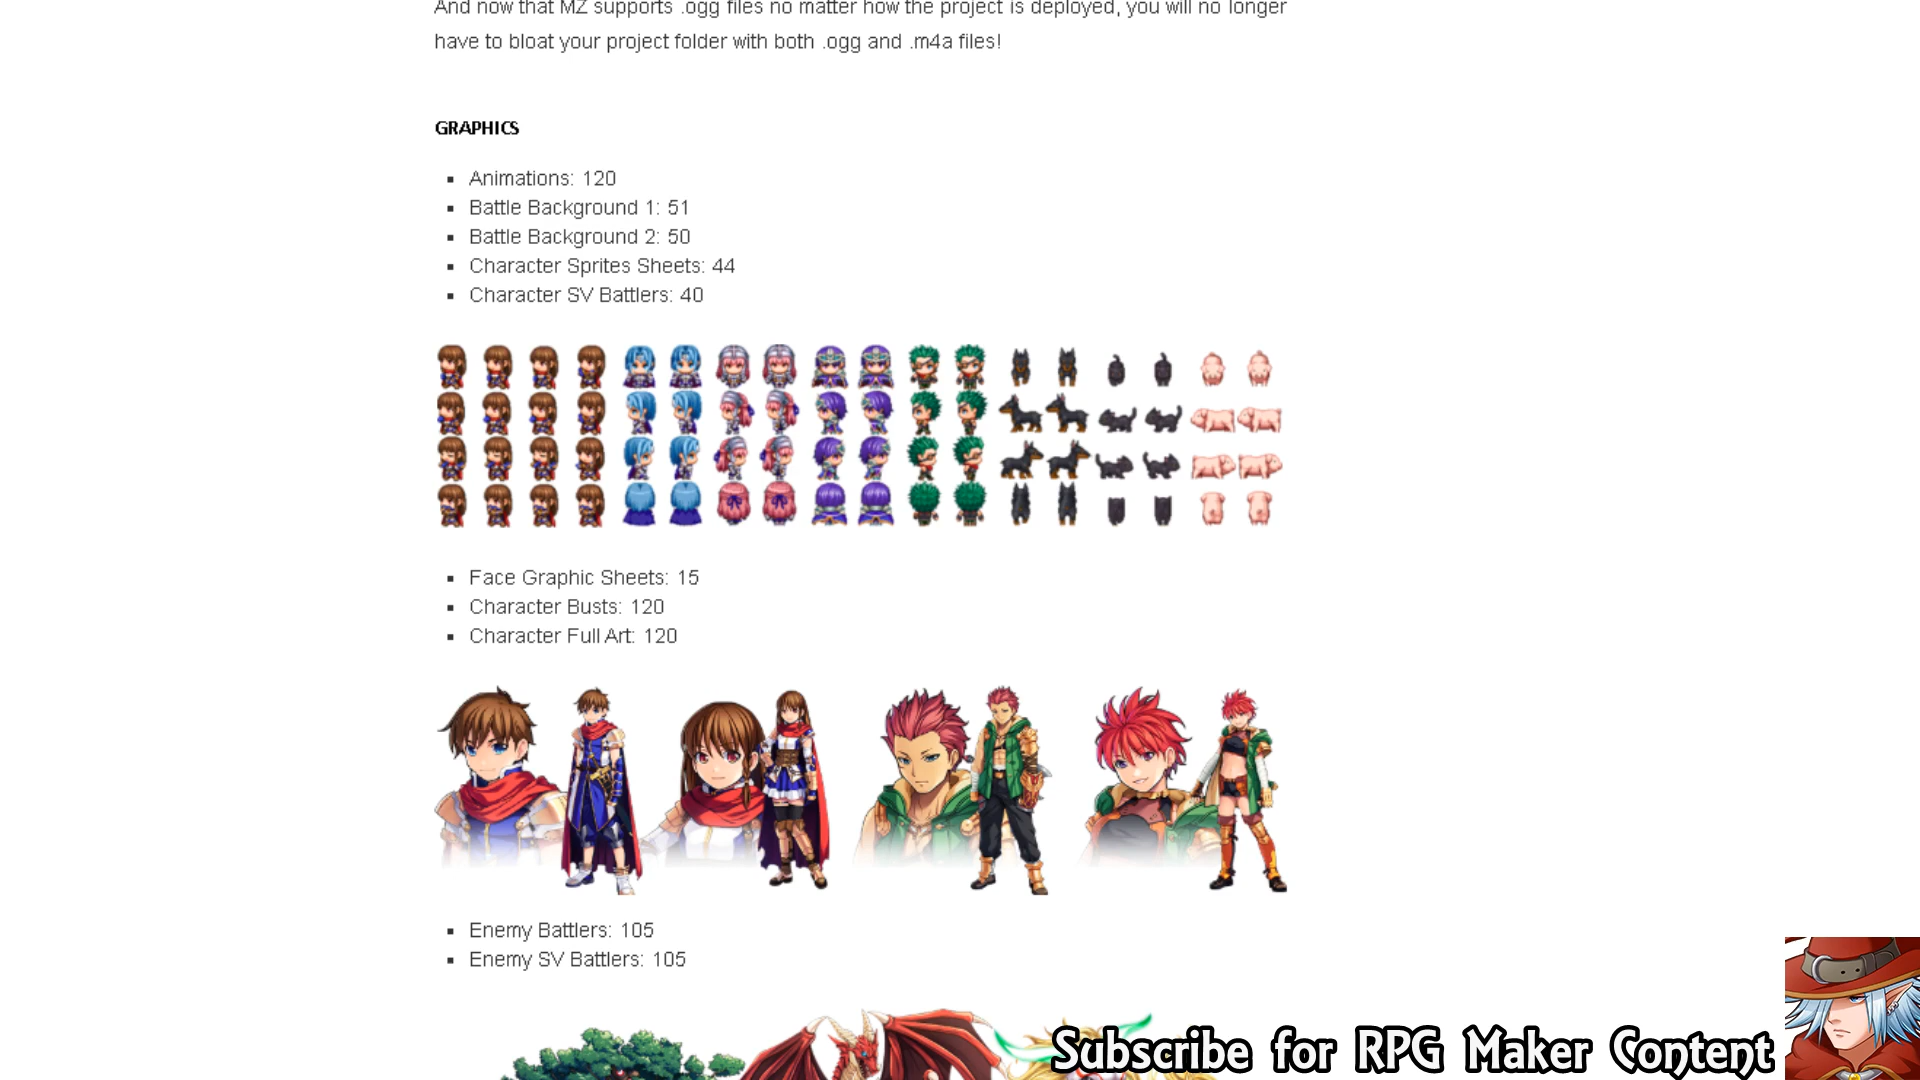 And now that MZ supports .ogg files no matter how the project is deployed, you will no longer
have to bloat your project folder with both .ogg and .m4a files!
GRAPHICS
Animations: 120
Battle Background 1: 51
Battle Background 2: 50
Character Sprites Sheets: 44
Character SV Battlers: 40
Face Graphic Sheets: 15
Character Busts: 120
Character Full Art: 120
Enemy Battlers: 105
Enemy SV Battlers: 105
Subscribe for RPG Maker Content